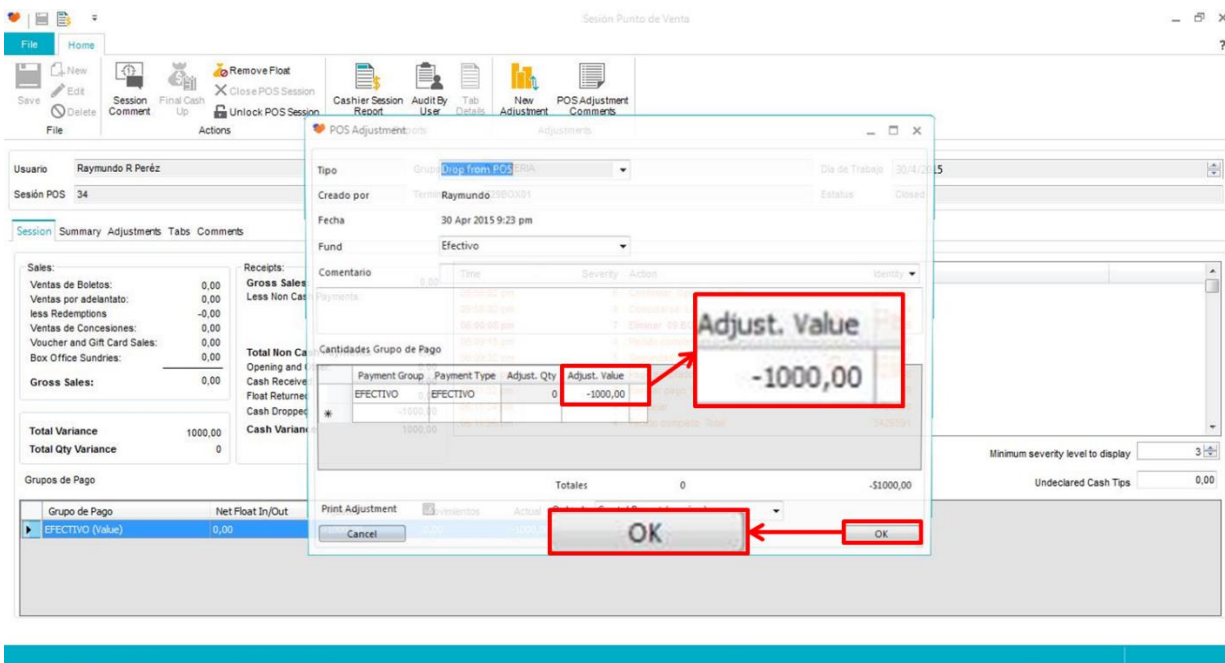 Sesión Punto de Venta
File Home
New
Edit
Delete
Save
Session Comment
Final Cash Up
Remove Float
Close POS Session
Unlock POS Session
Cashier Session Report
Audit By User
Tab Details
New Adjustment
POS Adjustment Comments
File Actions Adjustments
Usuario Raymundo R Peréz
Día de Trabajo 30/4/2015
Sesión POS 34
Estatus Closed
Session Summary Adjustments Tabs Comments
Sales:
Ventas de Boletos: 0,00
Ventas por adelantato: 0,00
less Redemptions -0,00
Ventas de Concesiones: 0,00
Voucher and Gift Card Sales: 0,00
Box Office Sundries: 0,00
Gross Sales: 0,00
Total Variance 1000,00
Total Qty Variance 0
Receipts:
Gross Sales 0,00
Less Non Cash Payments
Total Non Ca
Opening and
Cash Receive
Float Returned
Cash Dropped -1000,00
Cash Variance 1000,00
POS Adjustment
Tipo Drop from POS
Creado por Raymundo
Fecha 30 Apr 2015 9:23 pm
Fund Efectivo
Comentario
Time Severity Action Identity
Cantidades Grupo de Pago
Payment Group Payment Type Adjust. Qty Adjust. Value
EFECTIVO EFECTIVO 0 -1000,00
*
Adjust. Value
-1000,00
Totales 0 -$1000,00
Print Adjustment
Cancel
OK
OK
Minimum severity level to display 3
Undeclared Cash Tips 0,00
Grupos de Pago
Grupo de Pago Net Float In/Out
EFECTIVO (Value) 0,00